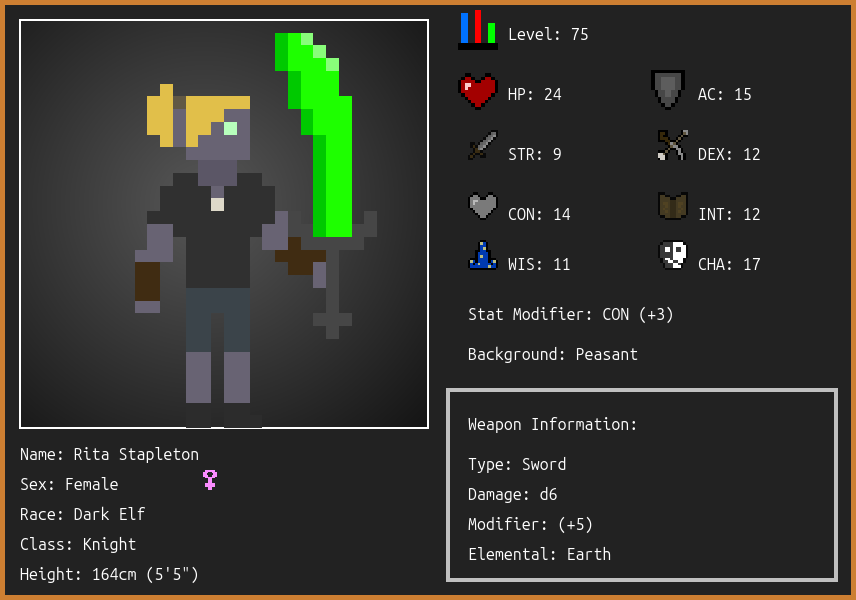 Level: 75
HP: 24
AC: 15
STR: 9
DEX: 12
CON: 14
INT: 12
WIS: 11
CHA: 17
Stat Modifier: CON (+3)
Background: Peasant
Weapon Information:
Type: Sword
Damage: d6
Modifier: (+5)
Elemental: Earth
Name: Rita Stapleton
Sex: Female
Race: Dark Elf
Class: Knight
Height: 164cm (5'5")